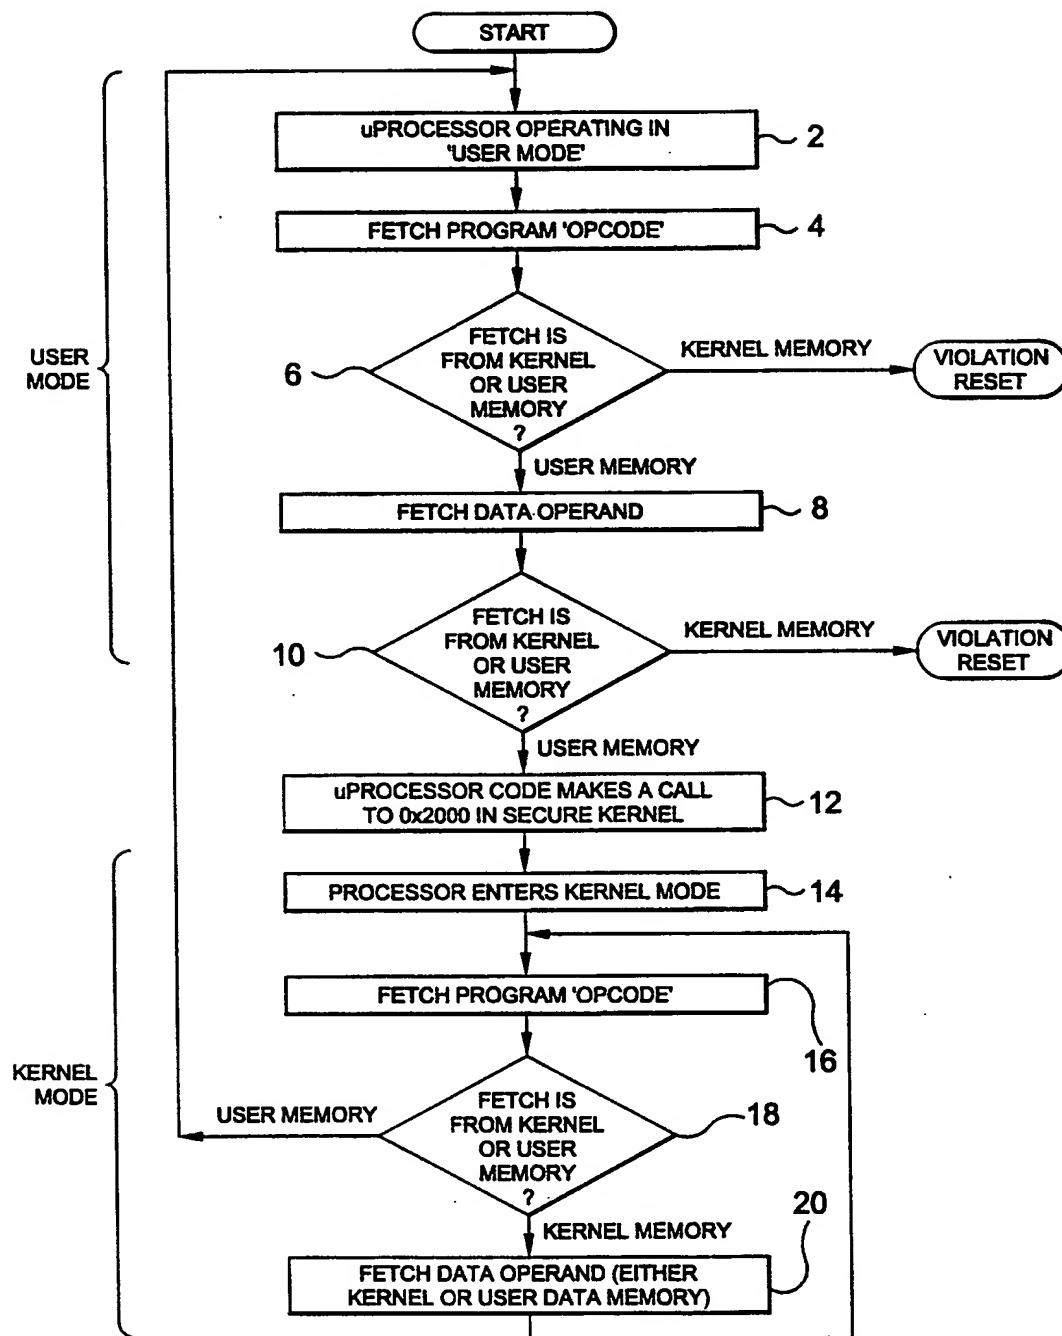 START
uPROCESSOR OPERATING IN
'USER MODE'
2
FETCH PROGRAM 'OPCODE'
4
USER
MODE
6
FETCH IS
FROM KERNEL
OR USER
MEMORY
?
KERNEL MEMORY
VIOLATION
RESET
USER MEMORY
FETCH DATA OPERAND
8
10
FETCH IS
FROM KERNEL
OR USER
MEMORY
?
KERNEL MEMORY
VIOLATION
RESET
USER MEMORY
uPROCESSOR CODE MAKES A CALL
TO 0x2000 IN SECURE KERNEL
12
PROCESSOR ENTERS KERNEL MODE
14
FETCH PROGRAM 'OPCODE'
16
KERNEL
MODE
USER MEMORY
FETCH IS
FROM KERNEL
OR USER
MEMORY
?
18
KERNEL MEMORY
20
FETCH DATA OPERAND (EITHER
KERNEL OR USER DATA MEMORY)